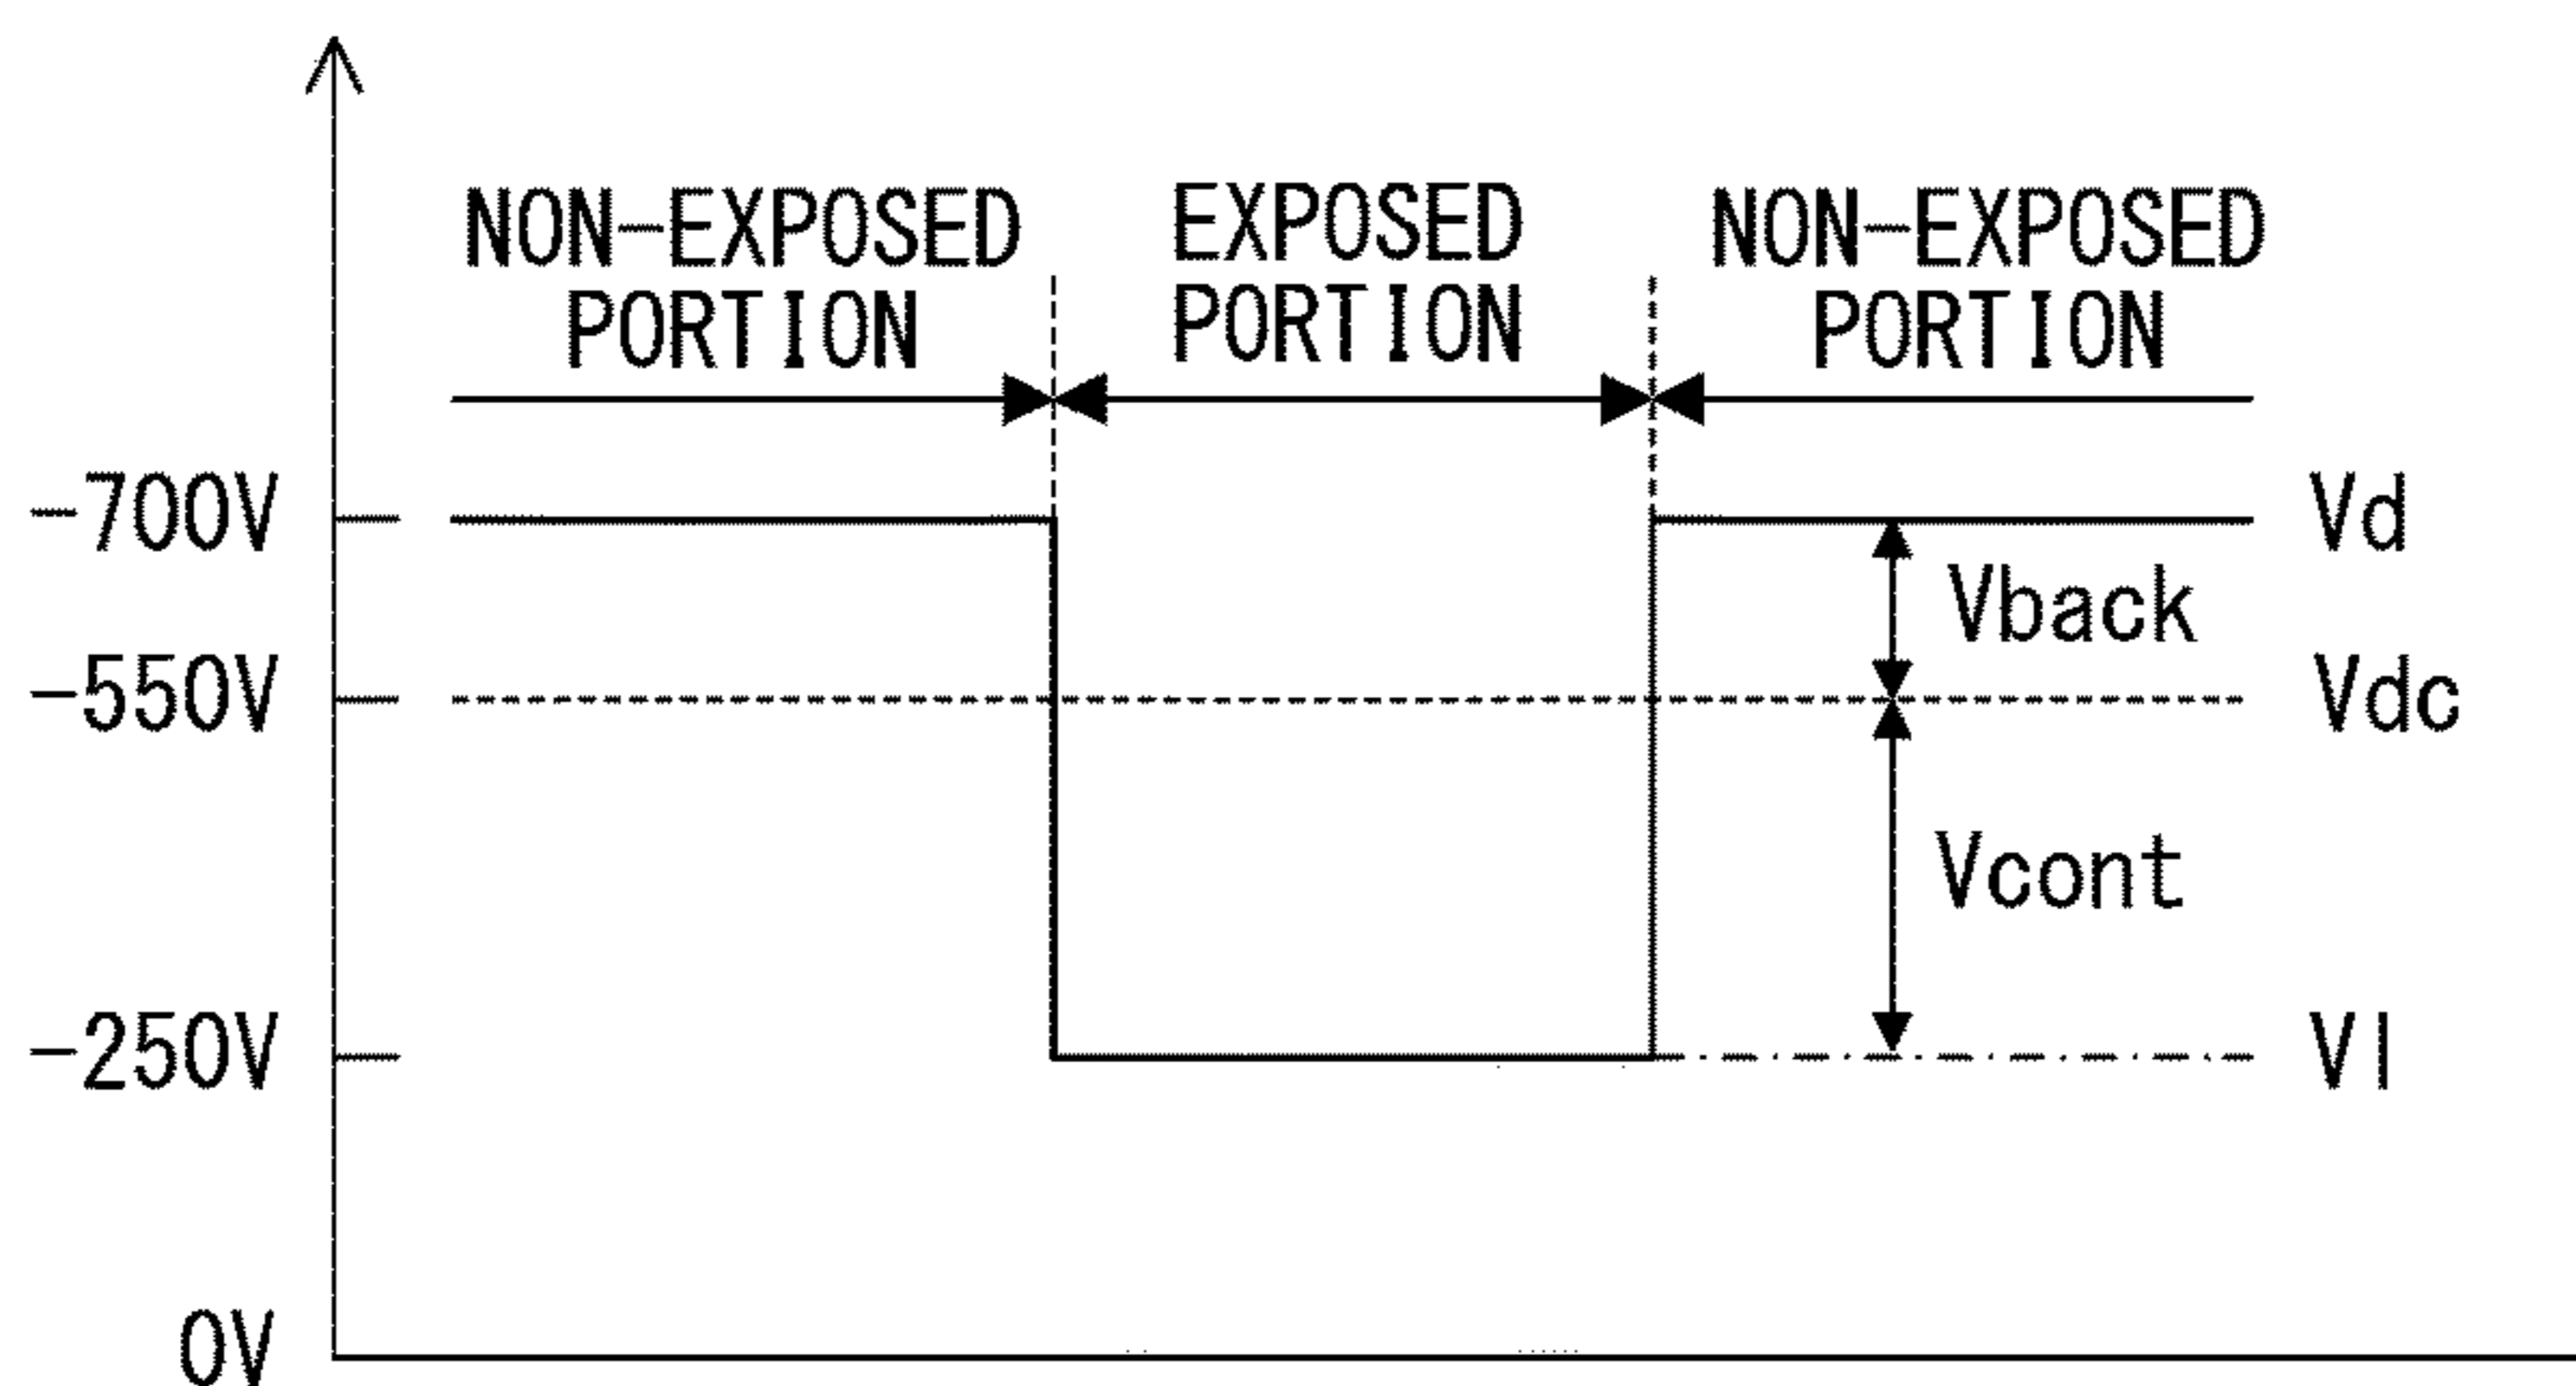 NON-EXPOSED
PORTION
EXPOSED
PORTION
NON-EXPOSED
PORTION
-700V
Vd
Vback
-550V
Vdc
Vcont
-250V
Vl
0V